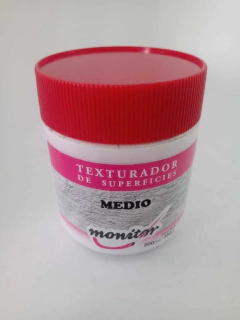 TEXTURADOR
DE SUPERFICIES
MEDIO
monitor